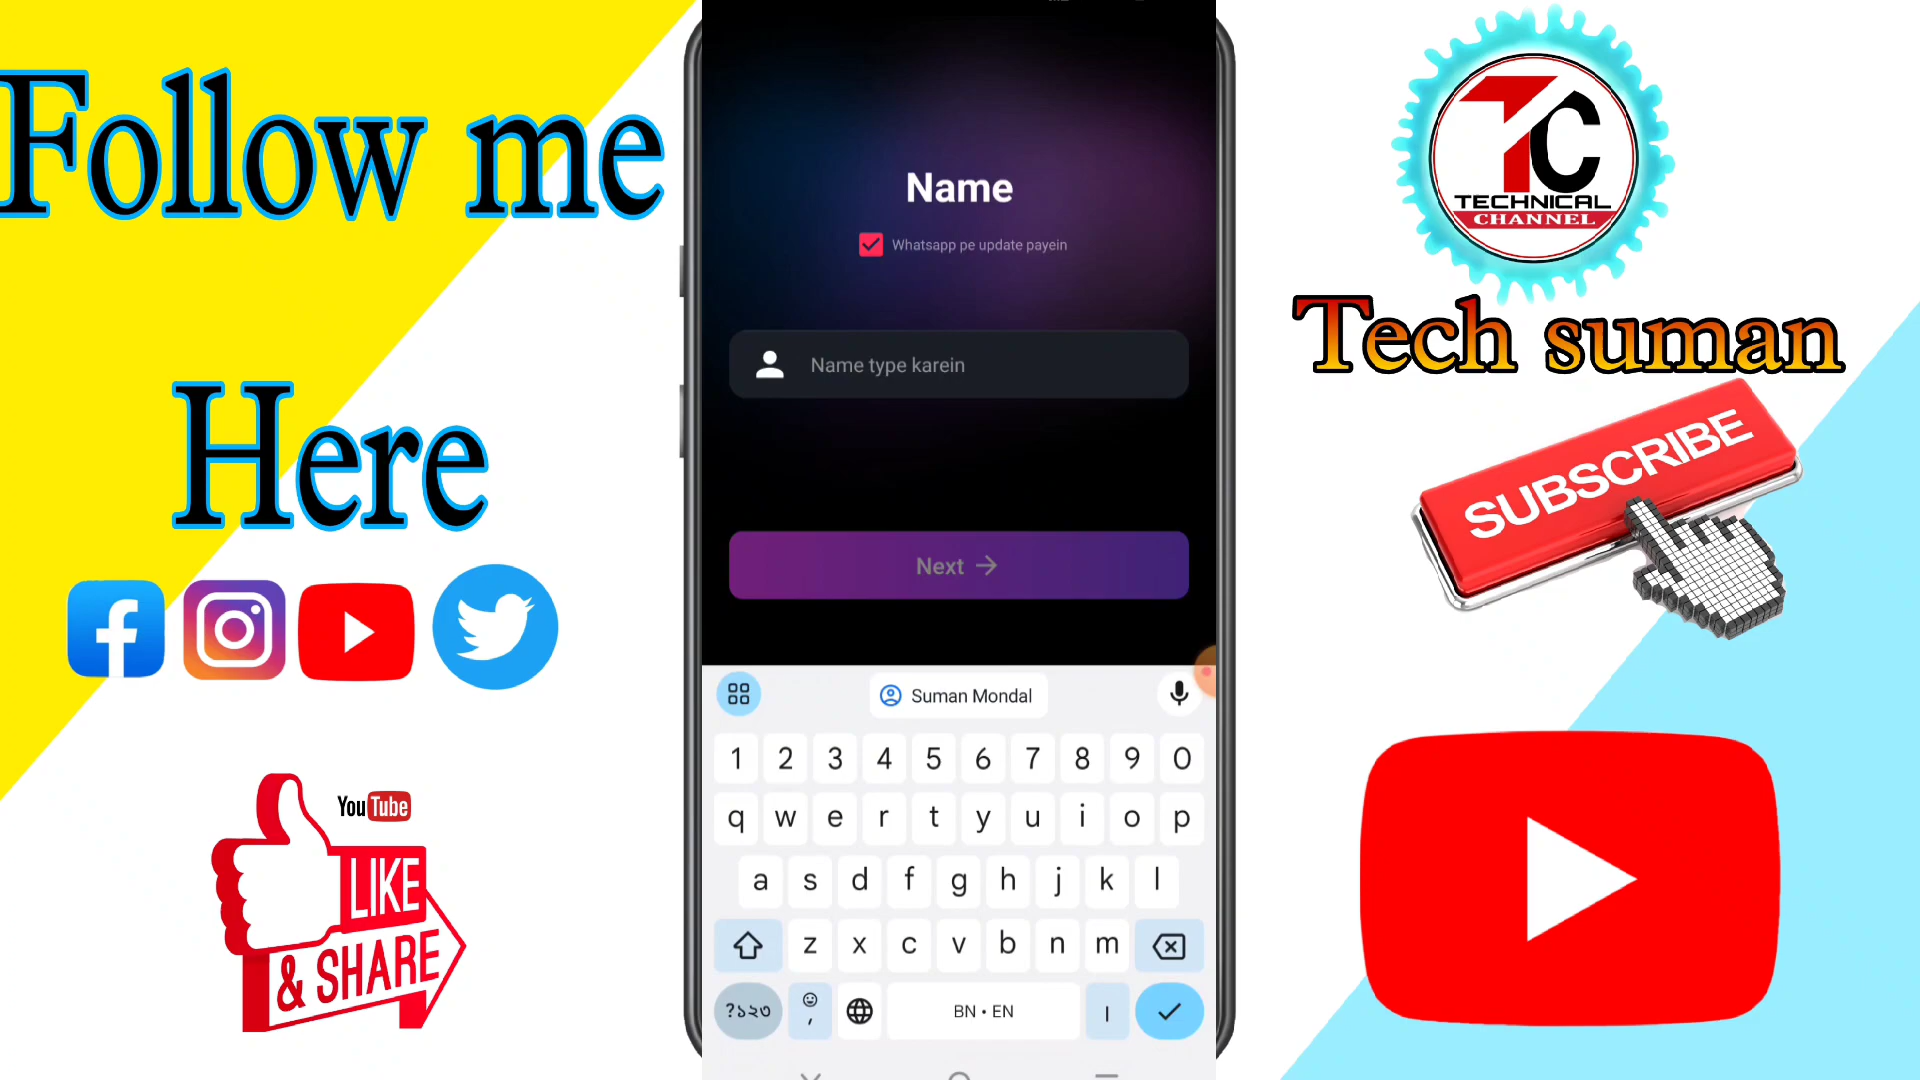 Follow me
Here
You Tube
LIKE
& SHARE
Name
Whatsapp pe update payein
Name type karein
Next
Suman Mondal
1 2 3 4 5 6 7 8 9 0
q w e r t y u i o p
a s d f g h j k l
z x c v b n m
?১২৩ , BN • EN ।
TC
TECHNICAL
CHANNEL
Tech suman
SUBSCRIBE